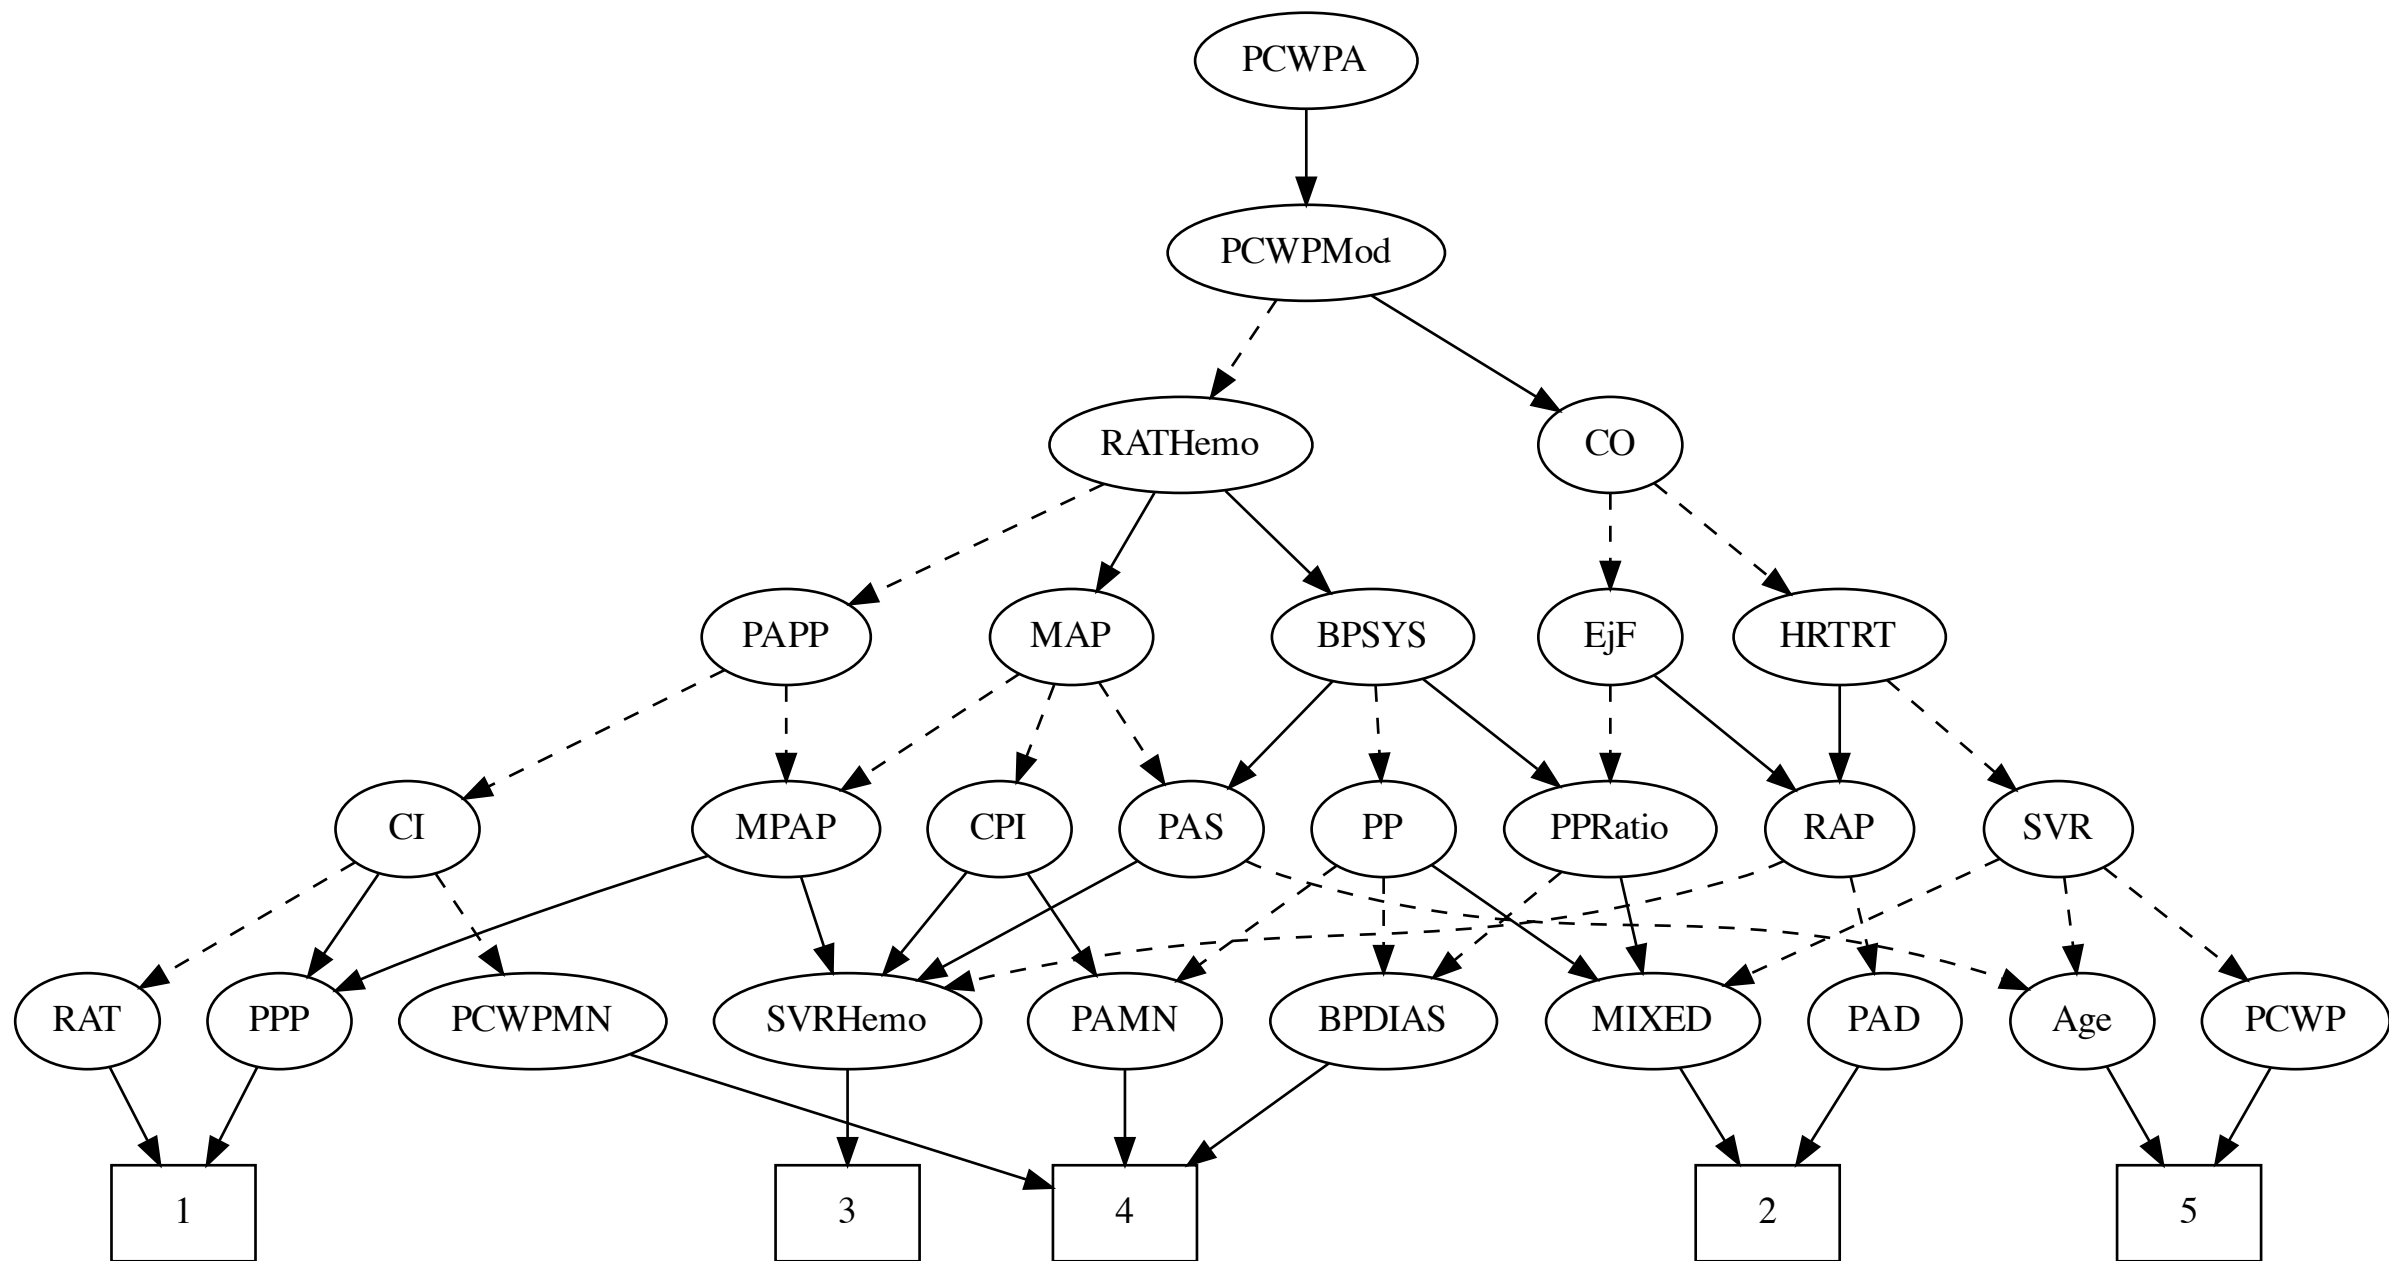 PCWPA
PCWPMod
RATHemo
CO
PAPP
MAP
BPSYS
EjF
HRTRT
CI
MPAP
CPI
PAS
PP
PPRatio
RAP
SVR
RAT
PPP
PCWPMN
SVRHemo
PAMN
BPDIAS
MIXED
PAD
Age
PCWP
1
3
4
2
5